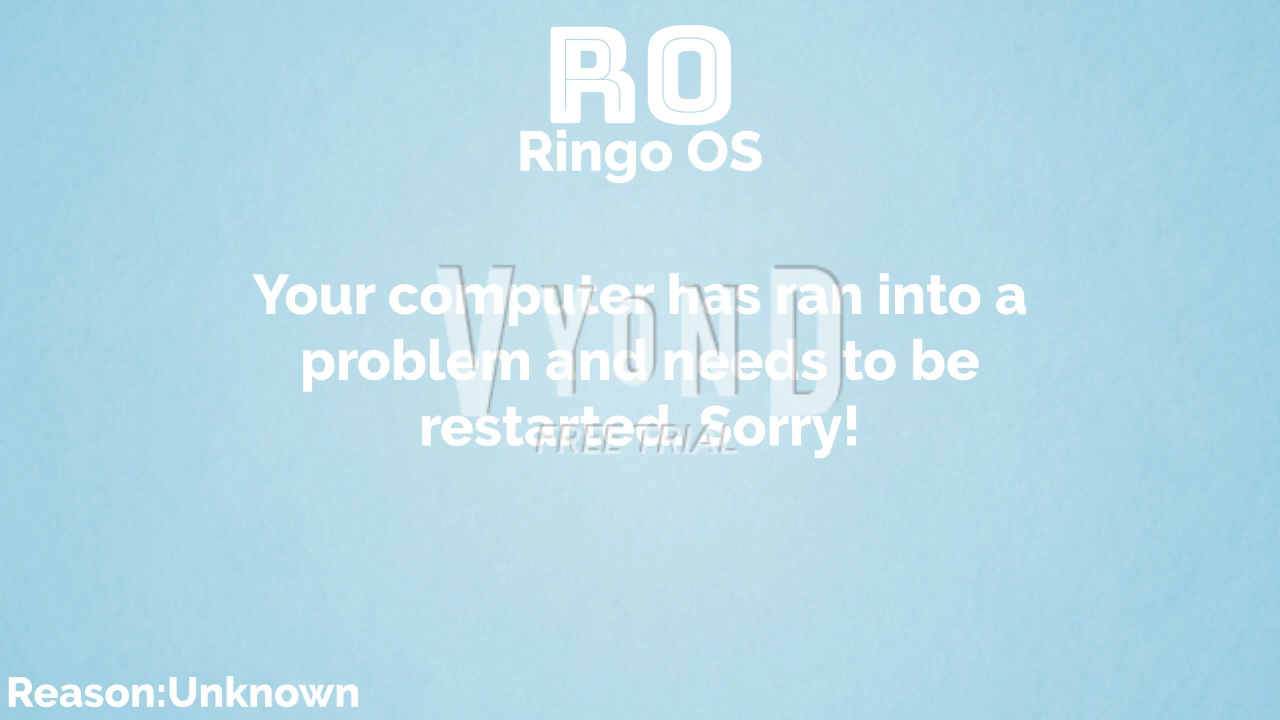 RO
Ringo OS
Your computer has ran into a
problem and needs to be
restarted. Sorry!
VYOND
FREE TRIAL
Reason:Unknown